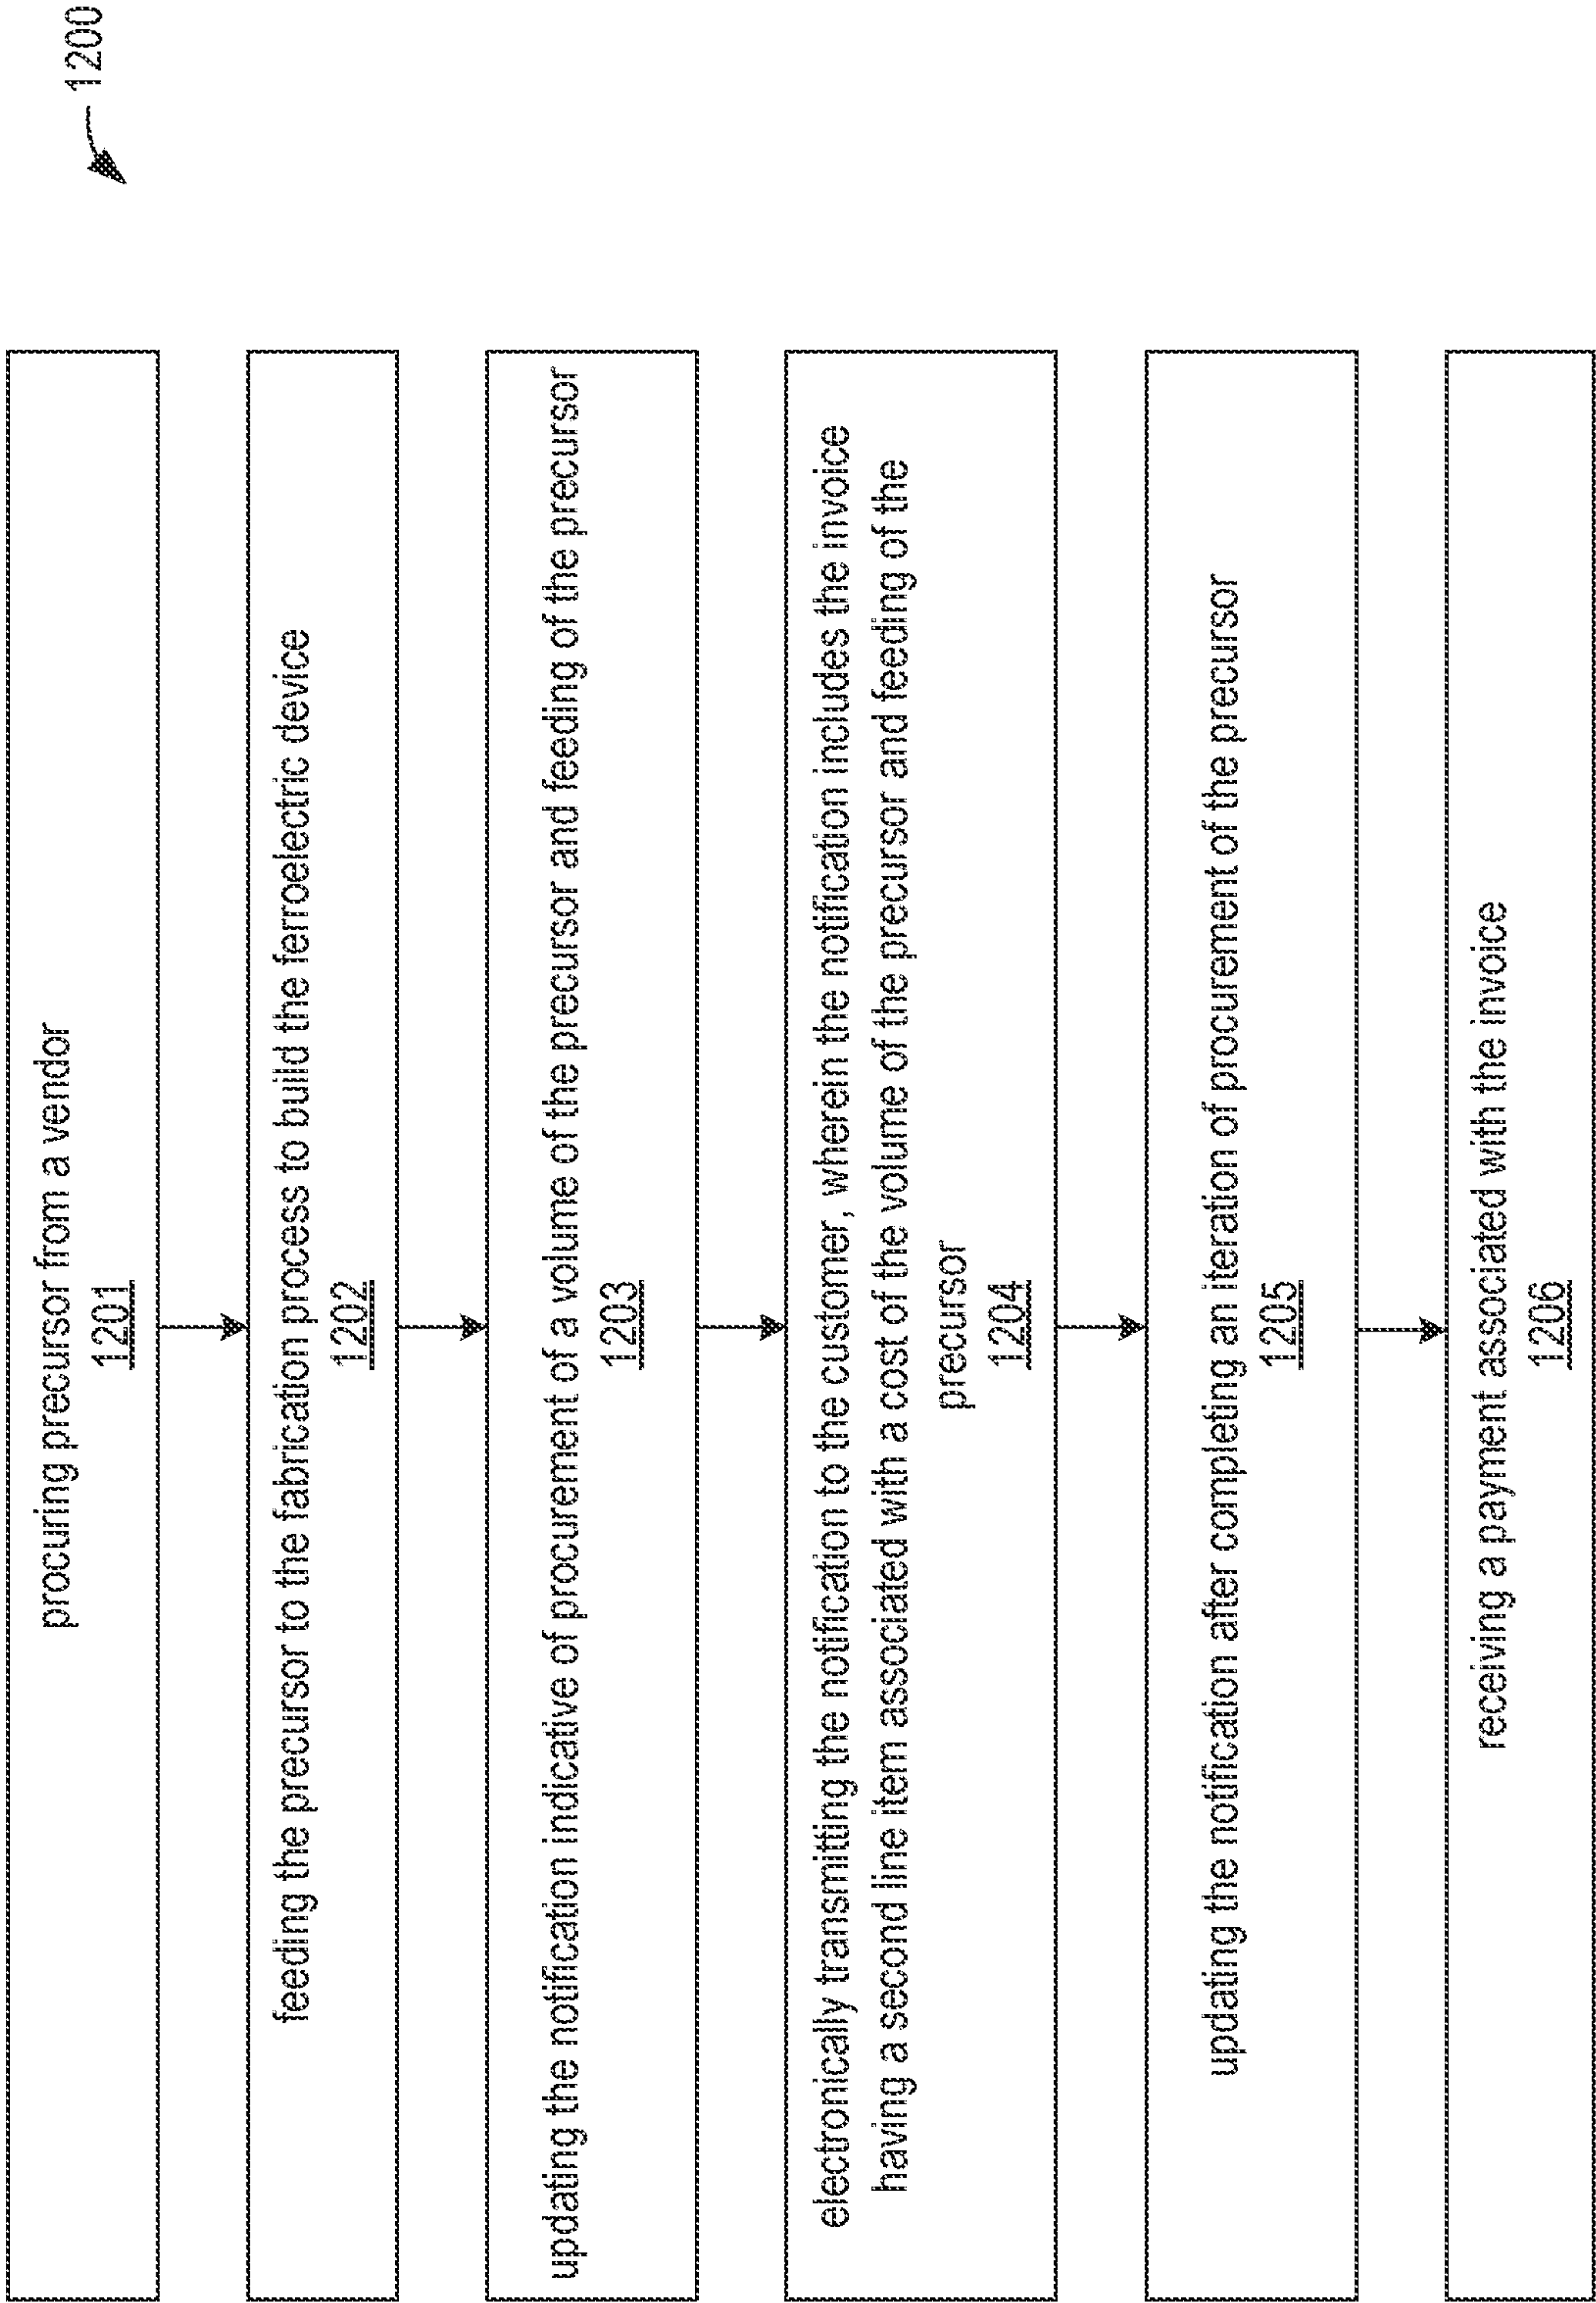 1200
procuring precursor from a vendor
1201
feeding the precursor to the fabrication process to build the ferroelectric device
1202
updating the notification indicative of procurement of a volume of the precursor and feeding of the precursor
1203
electronically transmitting the notification to the customer, wherein the notification includes the invoice
having a second line item associated with a cost of the volume of the precursor and feeding of the
precursor
1204
updating the notification after completing an iteration of procurement of the precursor
1205
receiving a payment associated with the invoice
1206